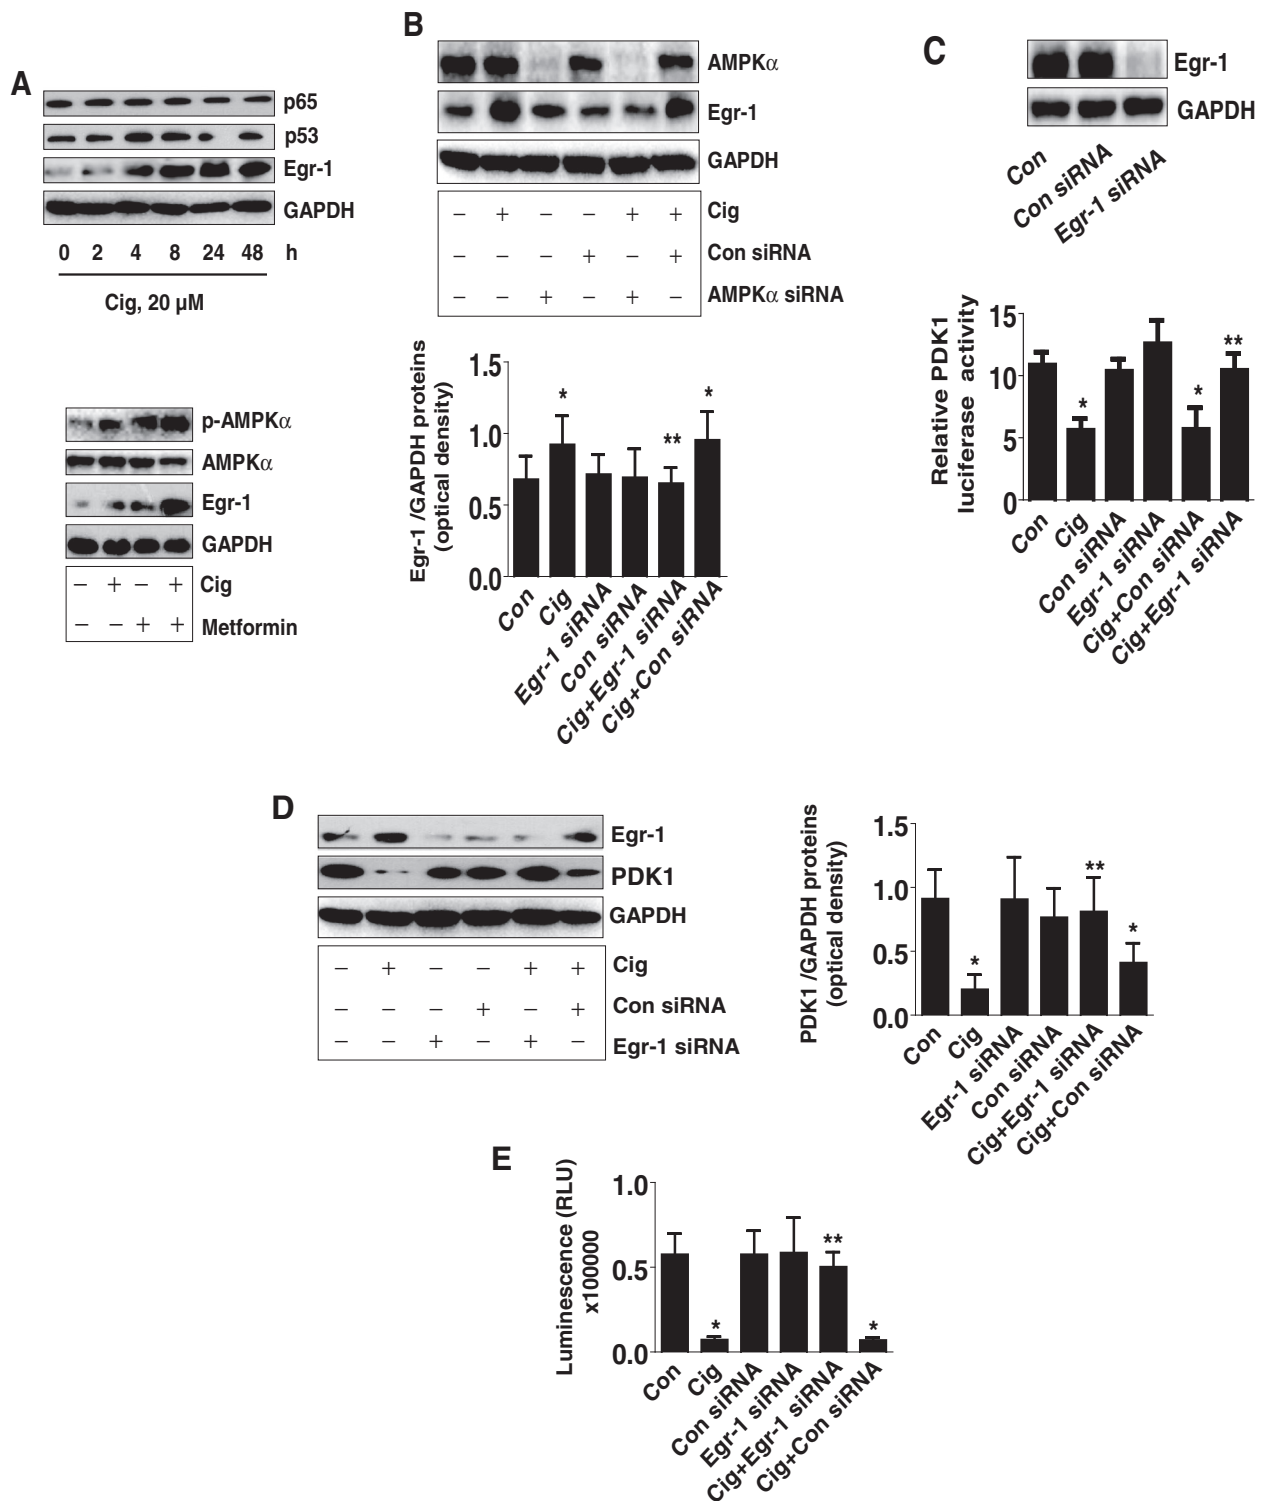 A
p65
p53
Egr-1
GAPDH
0 2 4 8 24 48 h
Cig, 20 µM
p-AMPKα
AMPKα
Egr-1
GAPDH
– + – + Cig
– – + + Metformin
B
AMPKα
Egr-1
GAPDH
– + – – + + Cig
– – – + – + Con siRNA
– – + – + – AMPKα siRNA
Egr-1 /GAPDH proteins
(optical density)
1.5
1.0
0.5
0.0
* ** *
Con
Cig
Egr-1 siRNA
Con siRNA
Cig+Egr-1 siRNA
Cig+Con siRNA
C
Egr-1
GAPDH
Con
Con siRNA
Egr-1 siRNA
Relative PDK1
luciferase activity
15
10
5
0
* * **
Con
Cig
Con siRNA
Egr-1 siRNA
Cig+Con siRNA
Cig+Egr-1 siRNA
D
Egr-1
PDK1
GAPDH
– + – – + + Cig
– – – + – + Con siRNA
– – + – + – Egr-1 siRNA
PDK1 /GAPDH proteins
(optical density)
1.5
1.0
0.5
0.0
* ** *
Con
Cig
Egr-1 siRNA
Con siRNA
Cig+Egr-1 siRNA
Cig+Con siRNA
E
Luminescence (RLU)
x100000
1.0
0.5
0.0
* ** *
Con
Cig
Con siRNA
Egr-1 siRNA
Cig+Egr-1 siRNA
Cig+Con siRNA